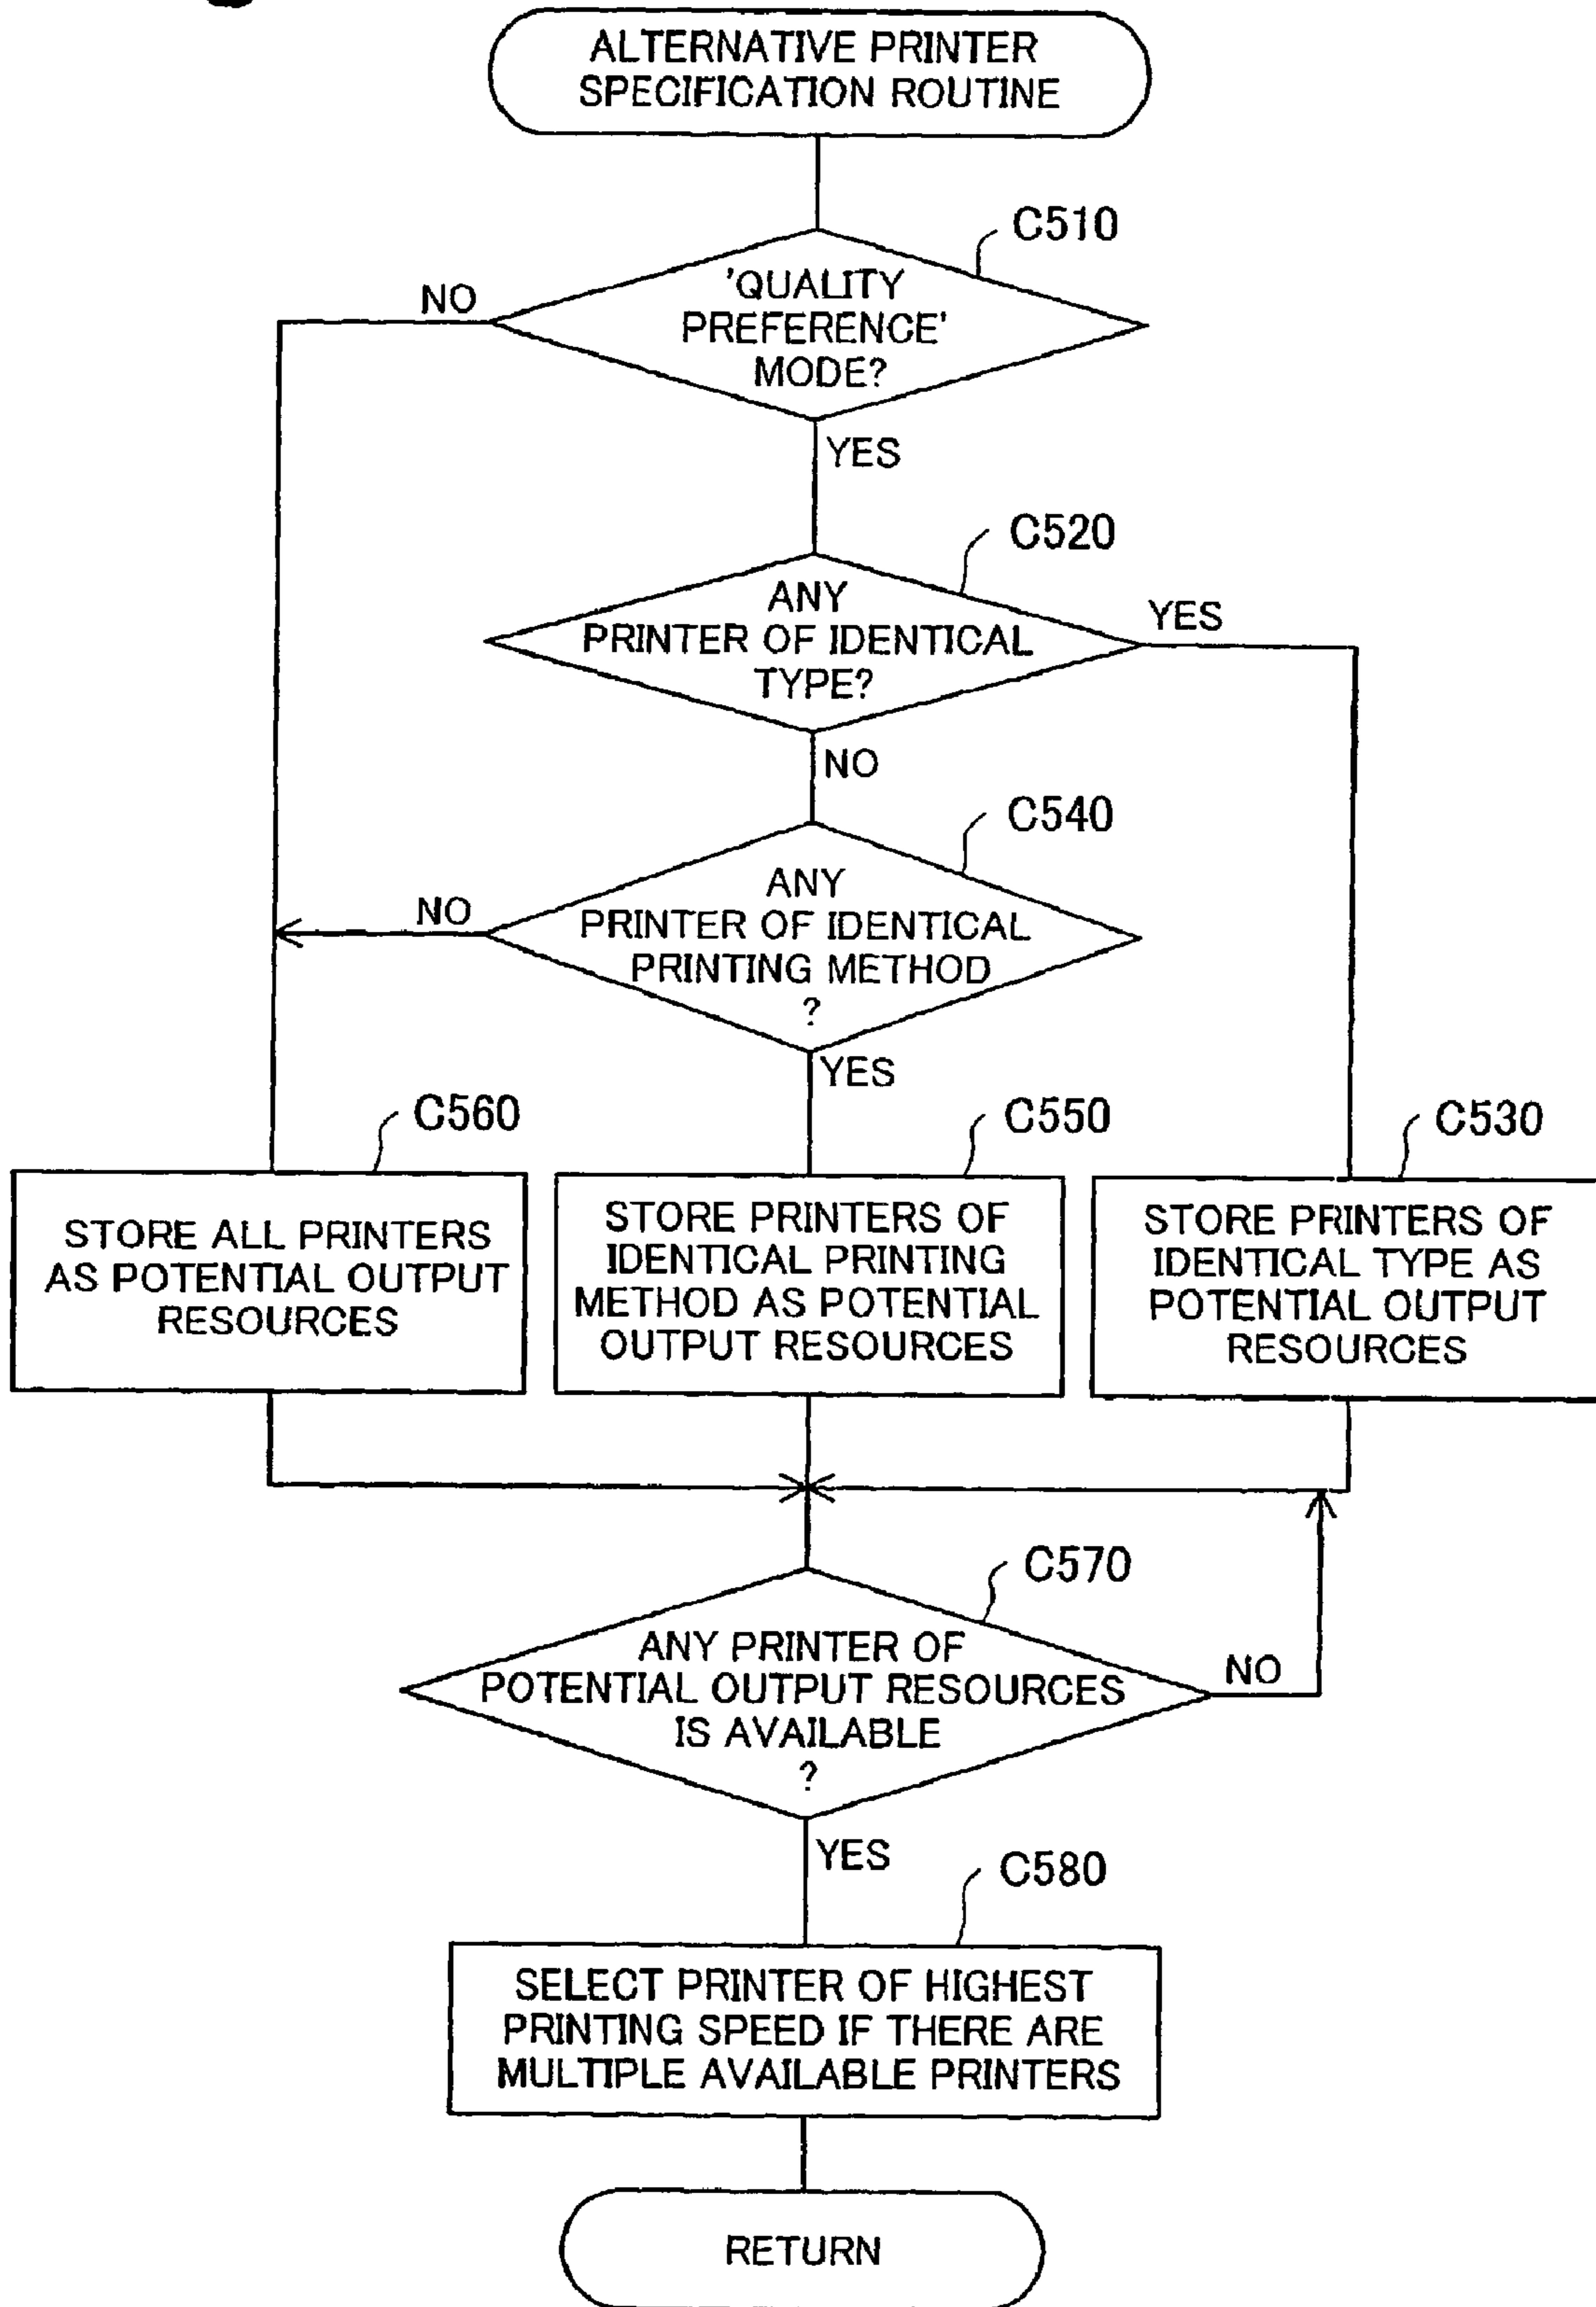 ALTERNATIVE PRINTER
SPECIFICATION ROUTINE
C510
NO
'QUALITY
PREFERENCE'
MODE?
YES
C520
ANY
PRINTER OF IDENTICAL
TYPE?
YES
NO
C540
ANY
PRINTER OF IDENTICAL
PRINTING METHOD
?
NO
YES
C560
STORE ALL PRINTERS
AS POTENTIAL OUTPUT
RESOURCES
C550
STORE PRINTERS OF
IDENTICAL PRINTING
METHOD AS POTENTIAL
OUTPUT RESOURCES
C530
STORE PRINTERS OF
IDENTICAL TYPE AS
POTENTIAL OUTPUT
RESOURCES
C570
ANY PRINTER OF
POTENTIAL OUTPUT RESOURCES
IS AVAILABLE
?
NO
YES
C580
SELECT PRINTER OF HIGHEST
PRINTING SPEED IF THERE ARE
MULTIPLE AVAILABLE PRINTERS
RETURN